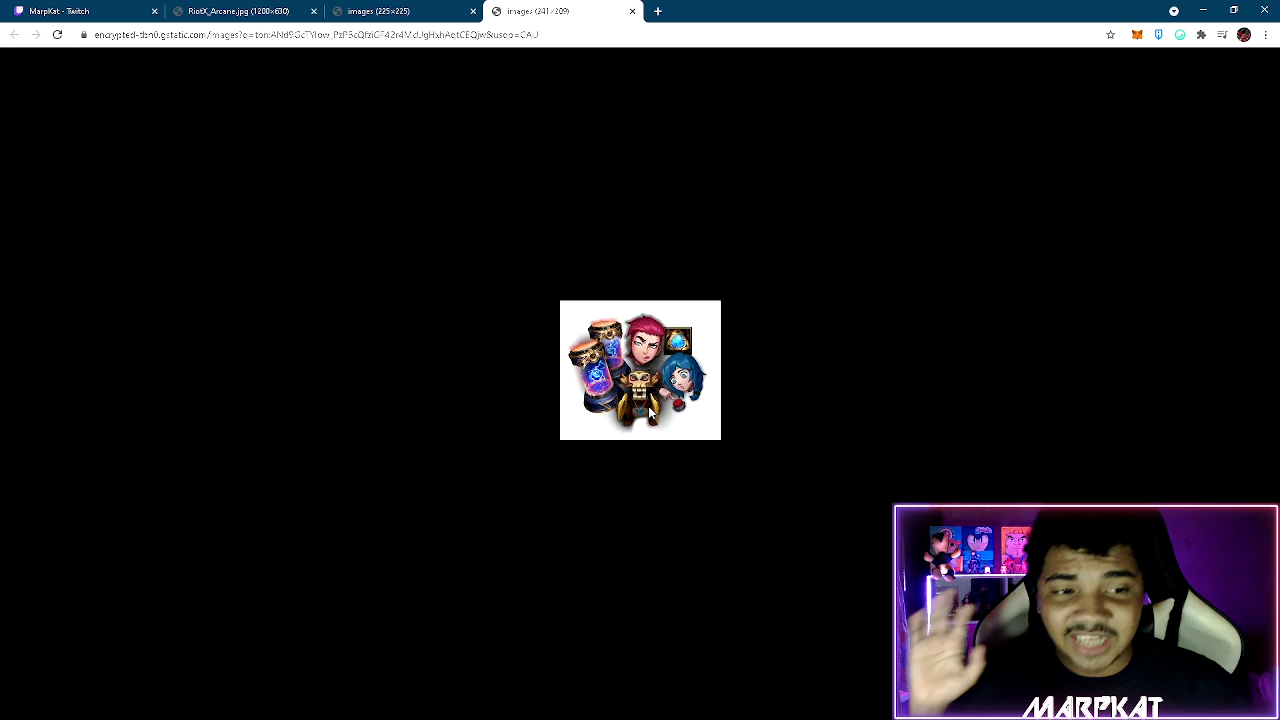 MarpKat - Twitch
RiotX_Arcane.jpg (1200×630)
images (225×225)
images (241×209)
MARPKAT